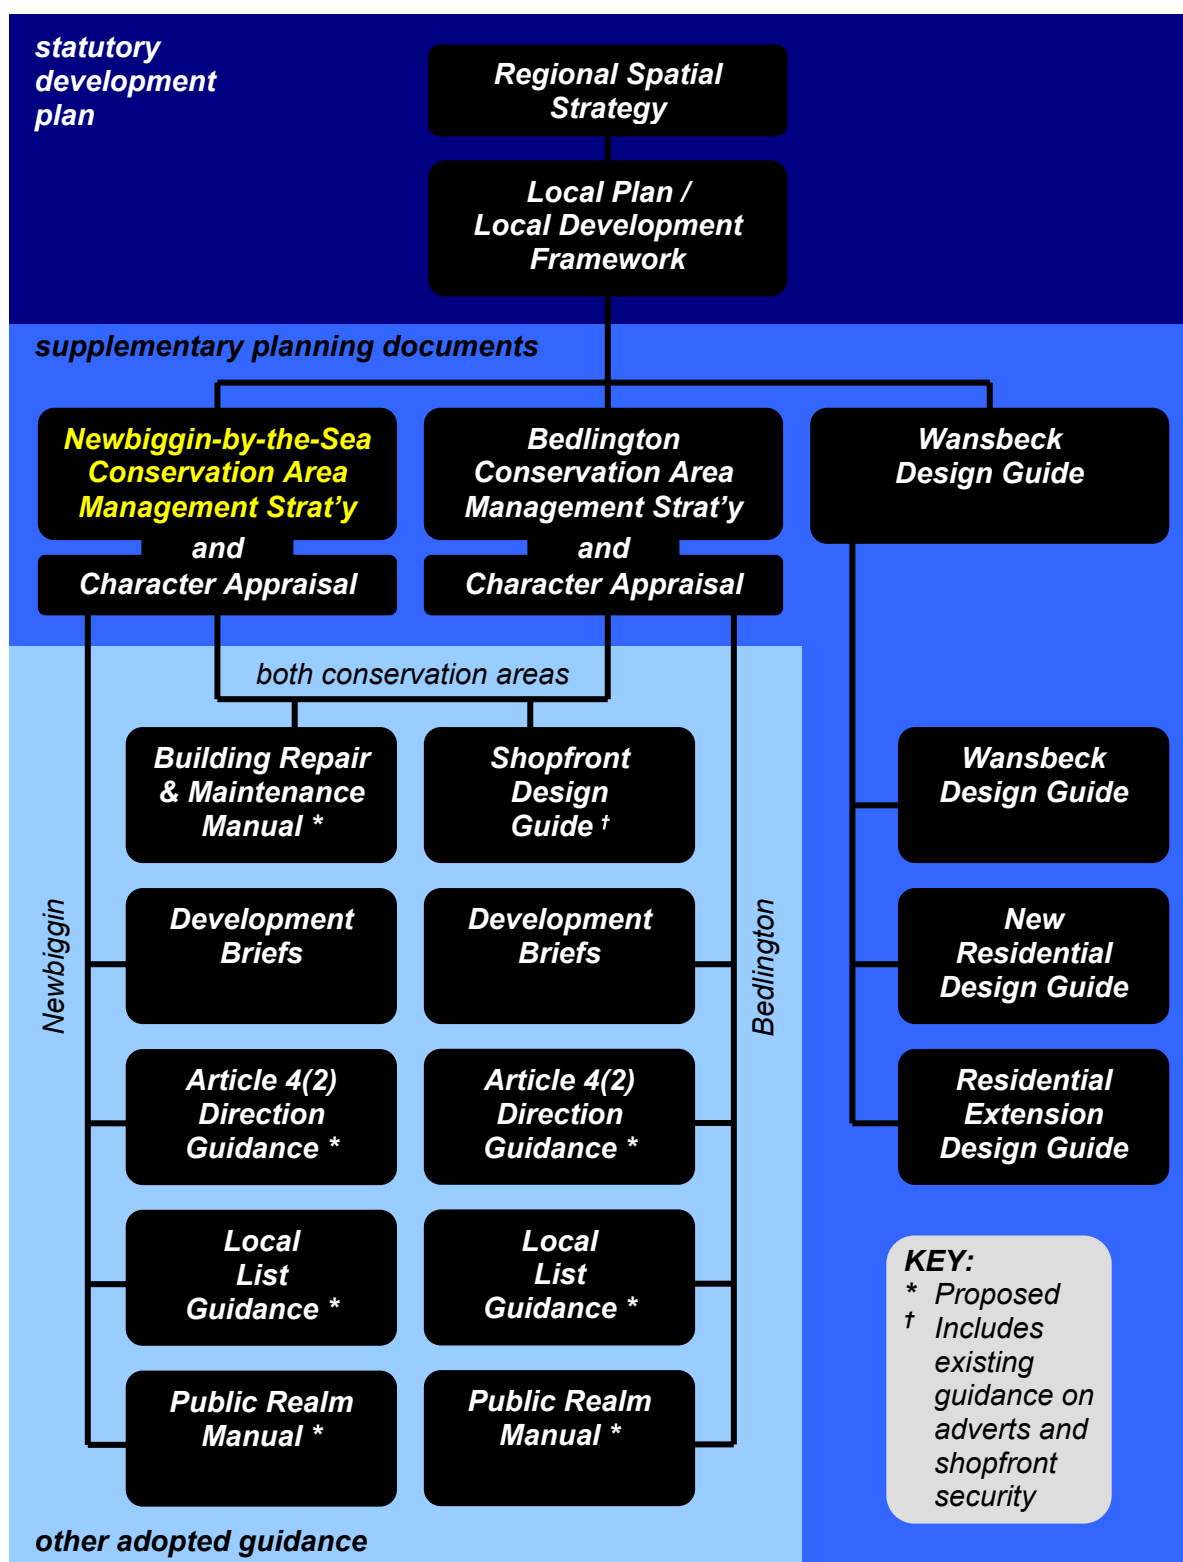 statutory
development
plan
Regional Spatial
Strategy
Local Plan /
Local Development
Framework
supplementary planning documents
Newbiggin-by-the-Sea
Conservation Area
Management Strat'y
and
Character Appraisal
Bedlington
Conservation Area
Management Strat'y
and
Character Appraisal
Wansbeck
Design Guide
both conservation areas
Newbiggin
Building Repair
& Maintenance
Manual *
Shopfront
Design
Guide †
Development
Briefs
Development
Briefs
Article 4(2)
Direction
Guidance *
Article 4(2)
Direction
Guidance *
Local
List
Guidance *
Local
List
Guidance *
Public Realm
Manual *
Public Realm
Manual *
Bedlington
Wansbeck
Design Guide
New
Residential
Design Guide
Residential
Extension
Design Guide
KEY:
* Proposed
† Includes
existing
guidance on
adverts and
shopfront
security
other adopted guidance